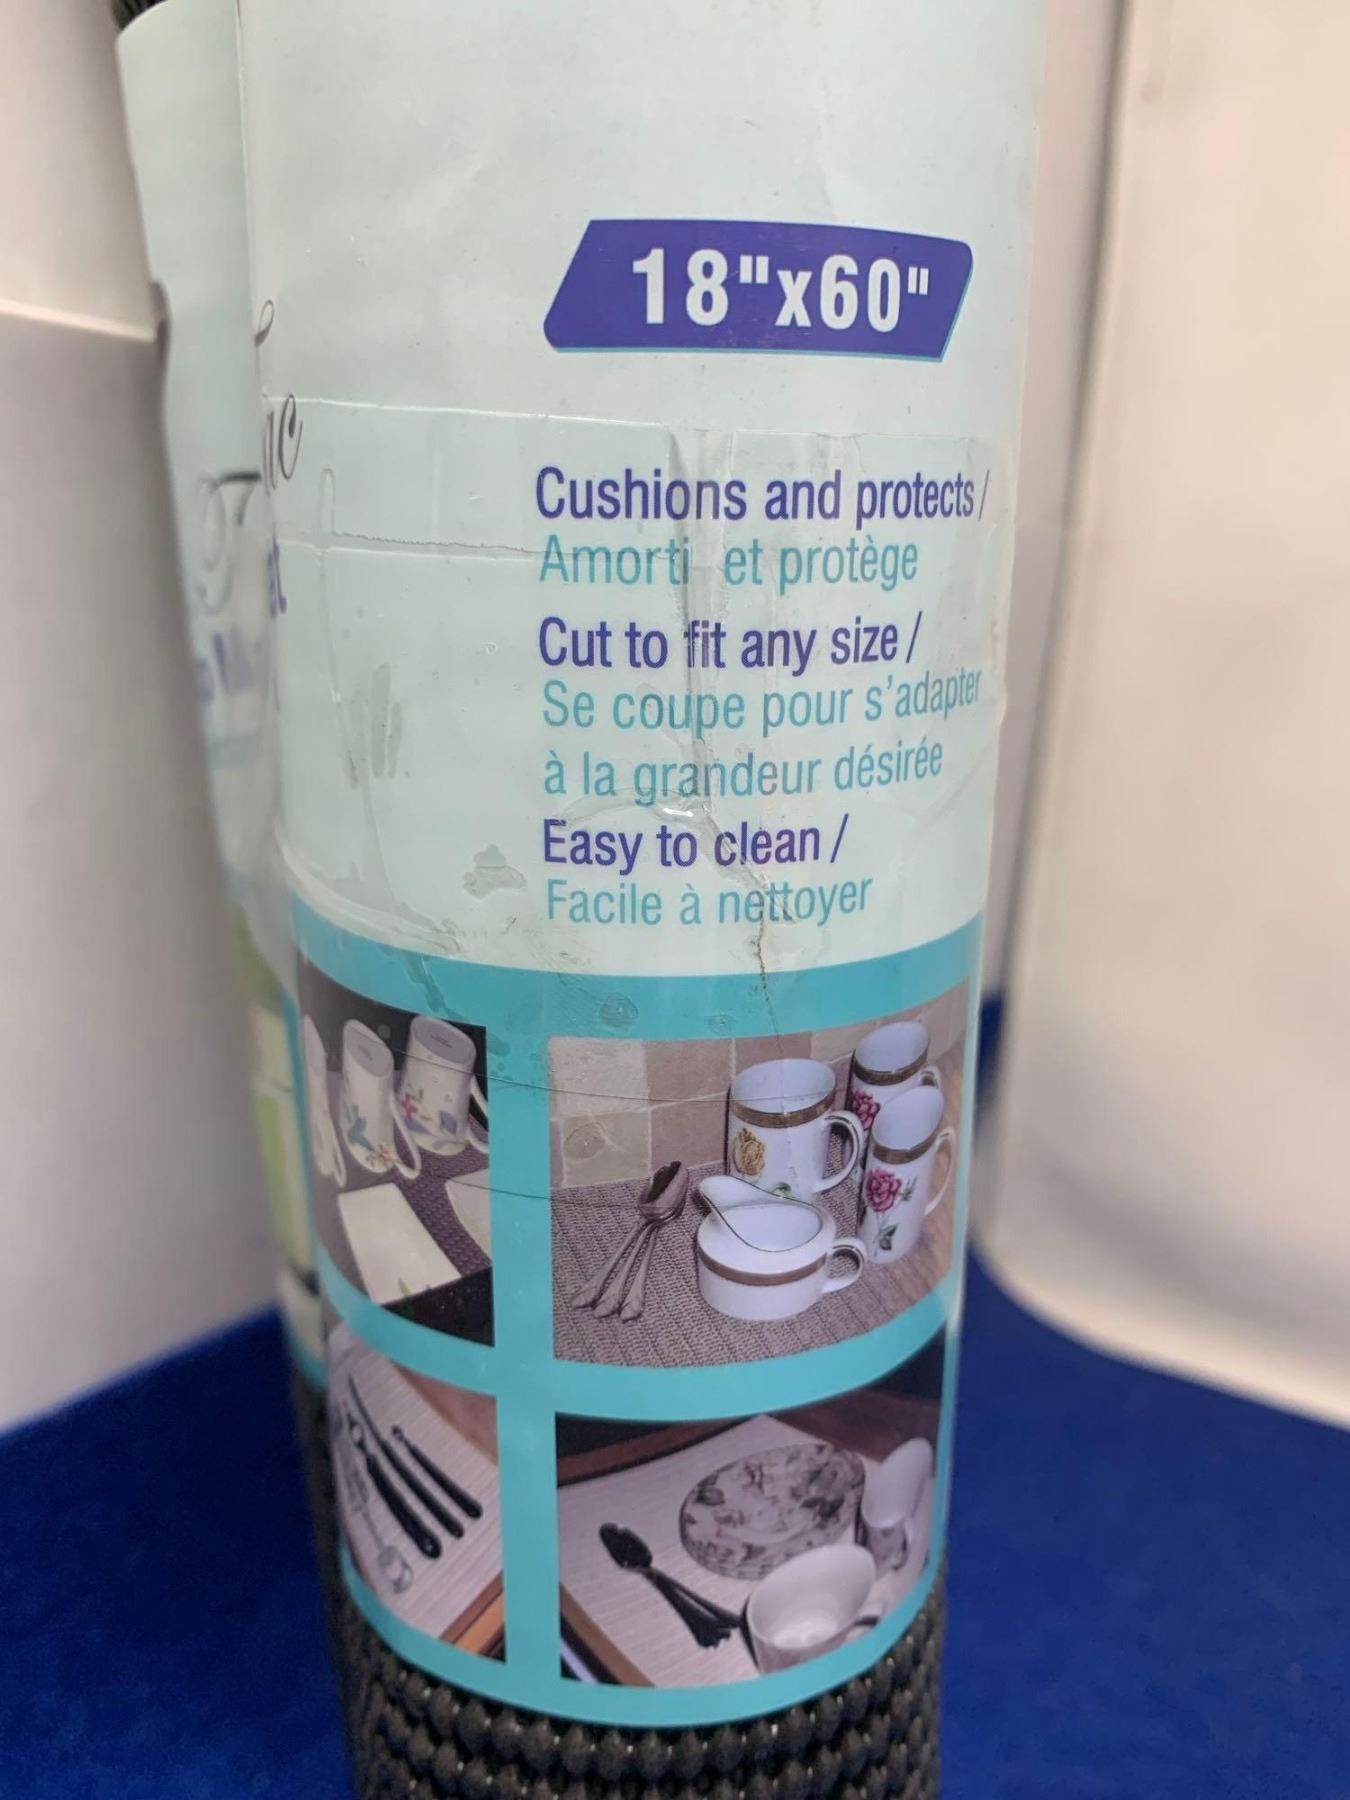 18"x60"
Cushions and protects /
Amorti et protège
Cut to fit any size /
Se coupe pour s'adapter
à la grandeur désirée
Easy to clean /
Facile à nettoyer